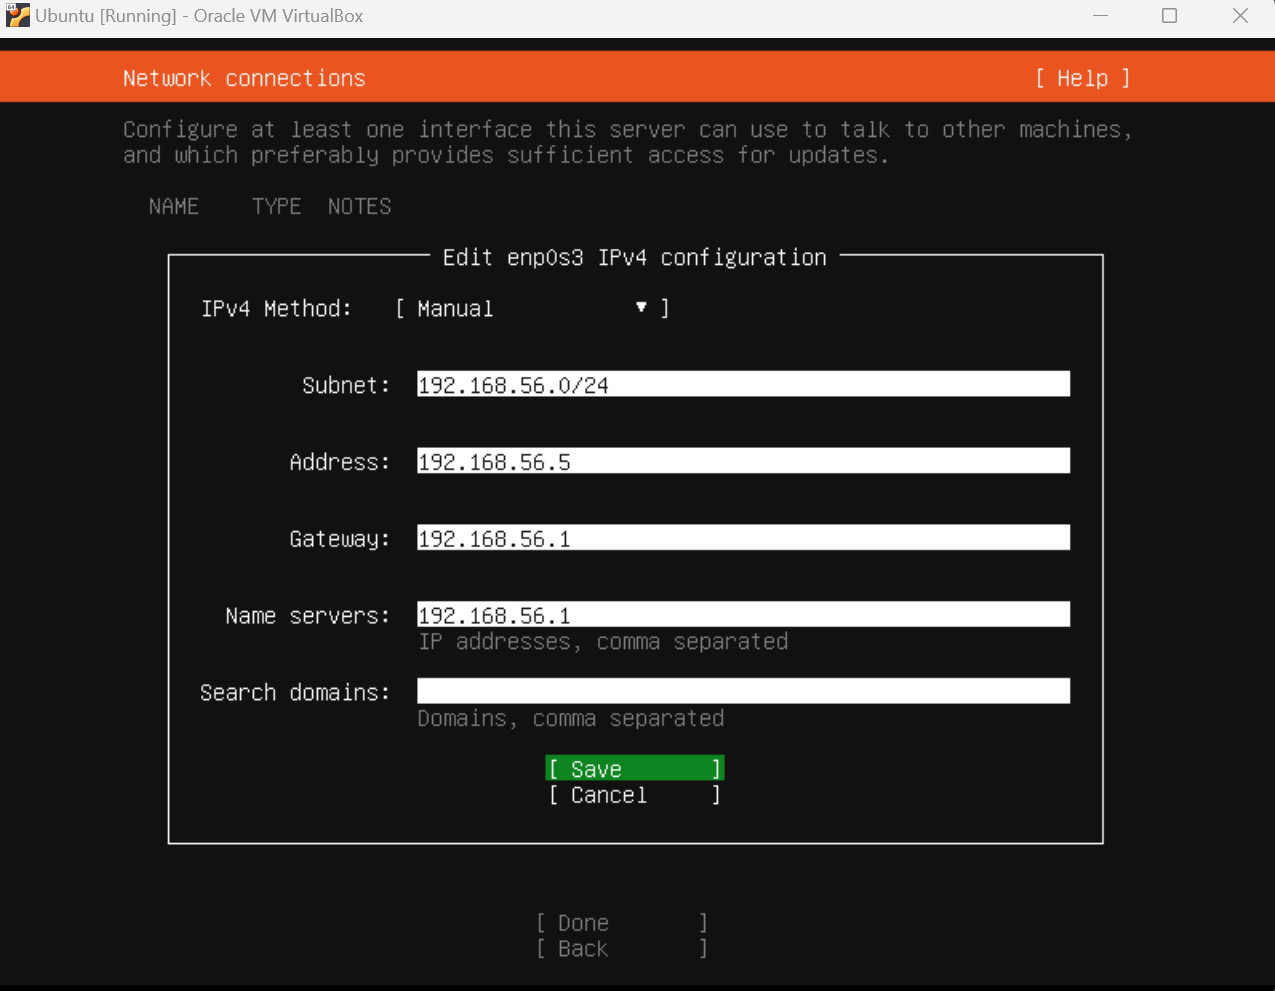 64
Ubuntu [Running] - Oracle VM VirtualBox
Network connections [ Help ]
Configure at least one interface this server can use to talk to other machines,
and which preferably provides sufficient access for updates.
NAME TYPE NOTES
Edit enp0s3 IPv4 configuration
IPv4 Method: [ Manual ▼ ]
Subnet: 192.168.56.0/24
Address: 192.168.56.5
Gateway: 192.168.56.1
Name servers: 192.168.56.1
IP addresses, comma separated
Search domains:
Domains, comma separated
[ Save ]
[ Cancel ]
[ Done ]
[ Back ]